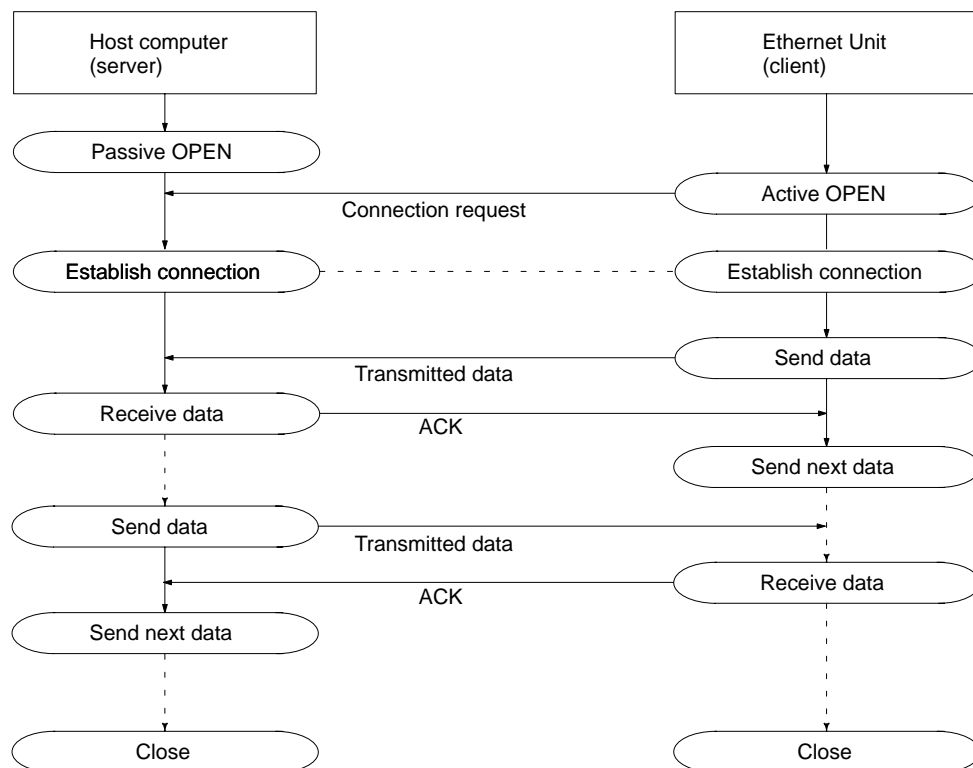 Host computer
(server)
Ethernet Unit
(client)
Passive OPEN
Active OPEN
Connection request
Establish connection
Establish connection
Send data
Transmitted data
Receive data
ACK
Send next data
Send data
Transmitted data
Receive data
ACK
Send next data
Close
Close